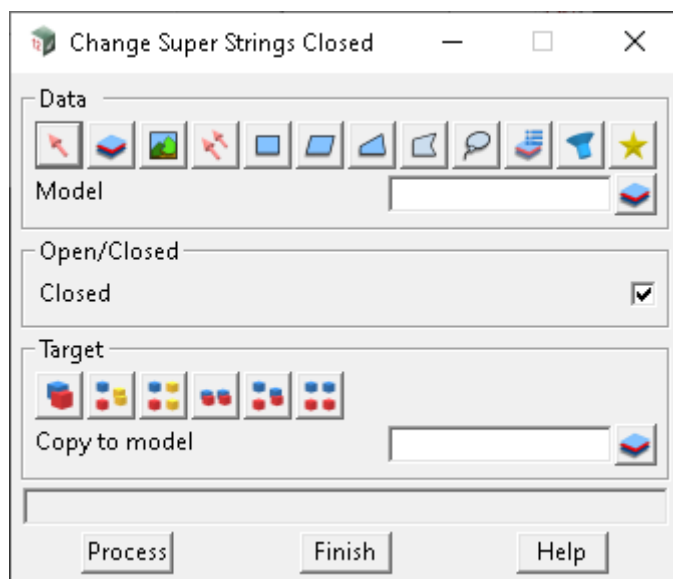 Change Super Strings Closed
Data
Model
Open/Closed
Closed
Target
Copy to model
Process Finish Help